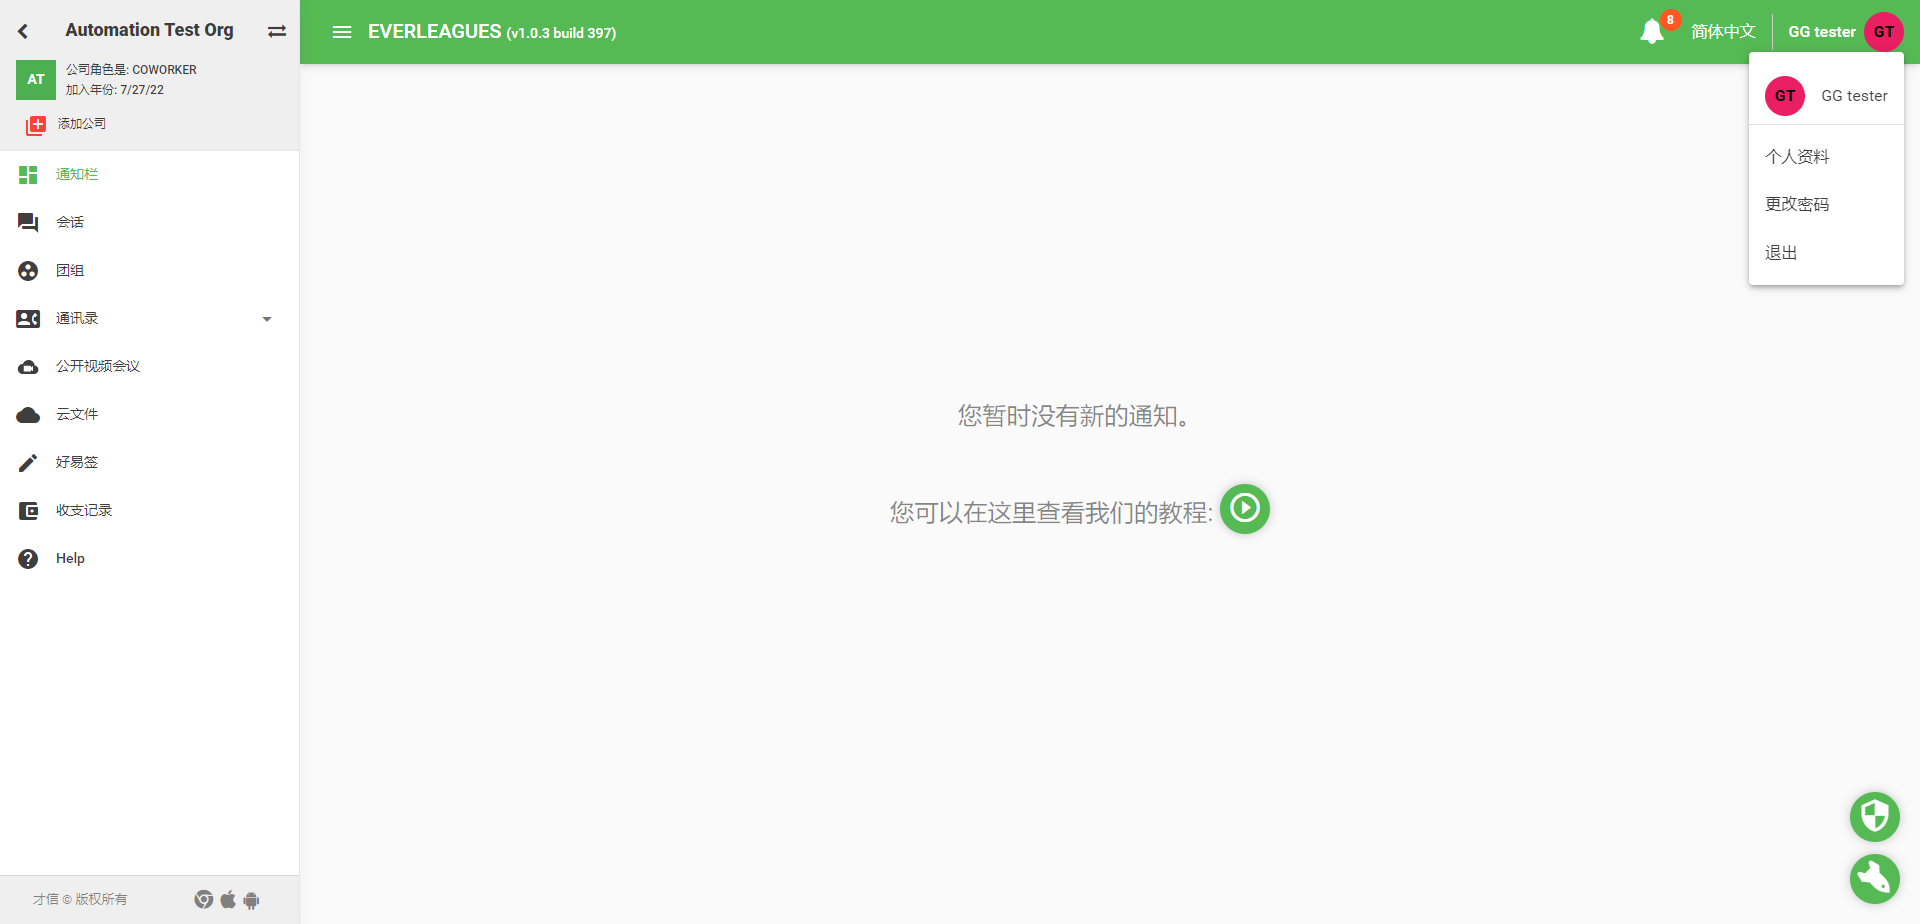 Automation Test Org
AT
公司角色是: COWORKER
加入年份: 7/27/22
添加公司
通知栏
会话
团组
通讯录
公开视频会议
云文件
好易签
收支记录
Help
才信 © 版权所有
EVERLEAGUES (v1.0.3 build 397)
8
简体中文
GG tester
GT
GT
GG tester
个人资料
更改密码
退出
您暂时没有新的通知。
您可以在这里查看我们的教程: